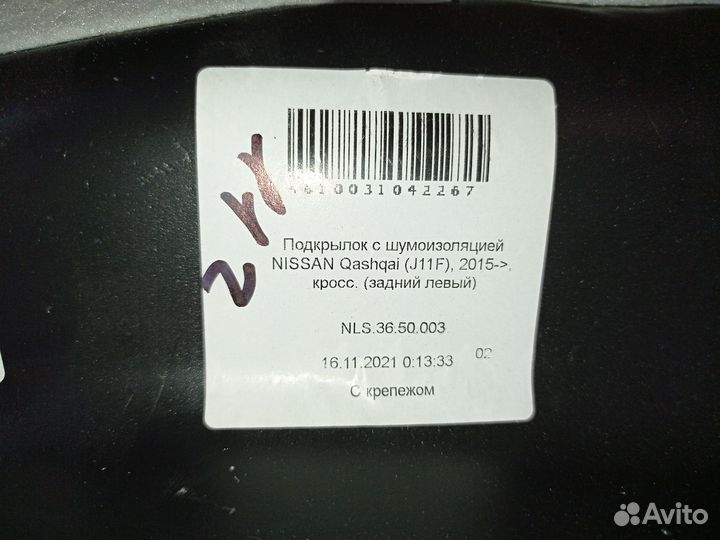 4610031042267
Подкрылок с шумоизоляцией
NISSAN Qashqai (J11F), 2015->,
кросс. (задний левый)
NLS.36.50.003
16.11.2021 0:13:33 02
С крепежом
Avito